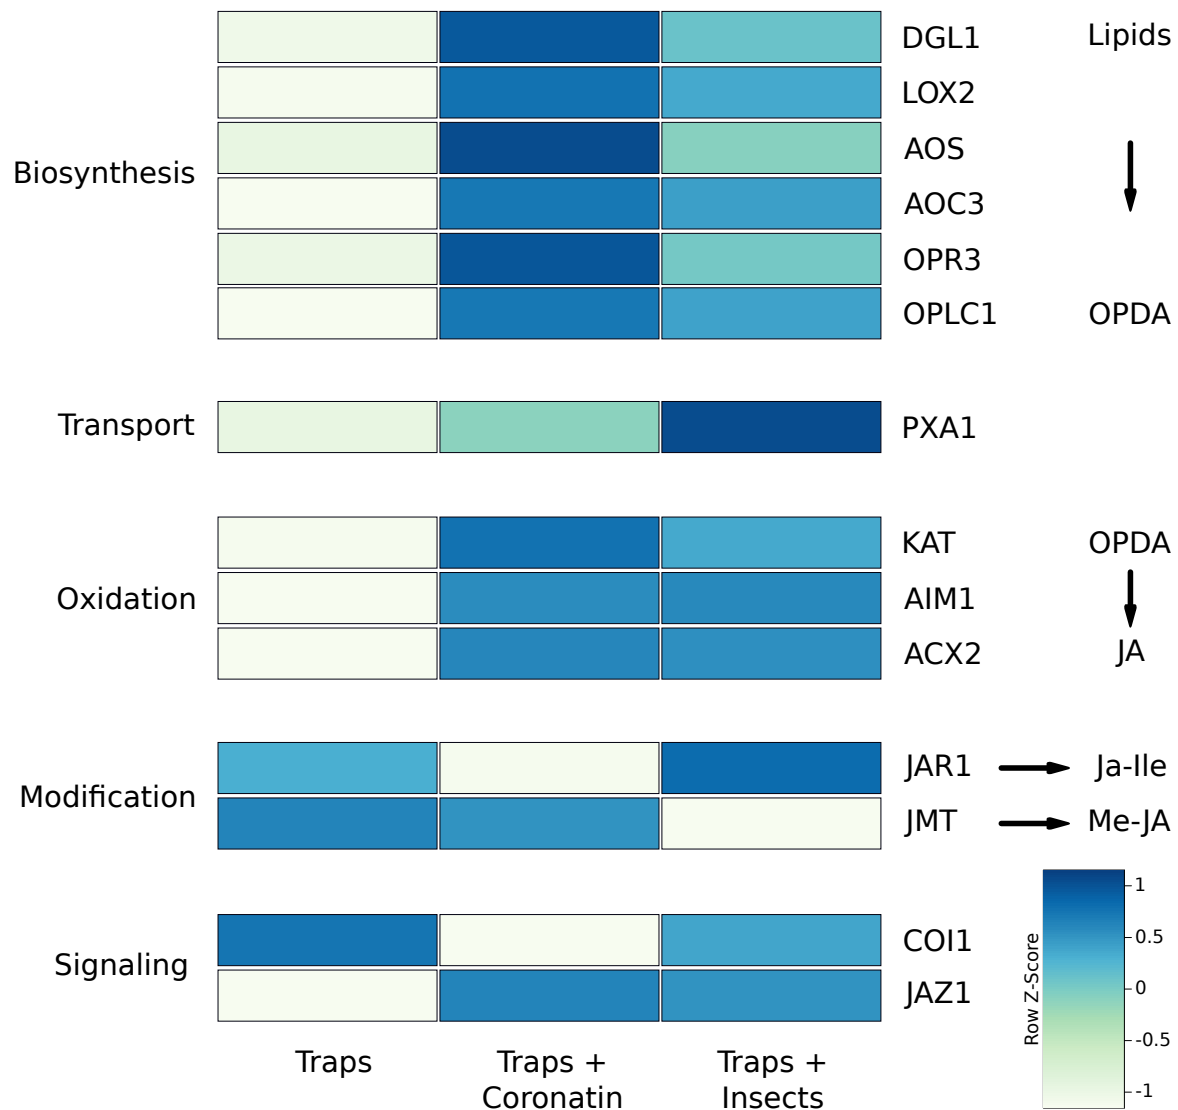 DGL1 Lipids
LOX2
Biosynthesis
AOS
AOC3
OPR3
OPLC1 OPDA
Transport PXA1
KAT OPDA
Oxidation AIM1
ACX2 JA
JAR1 Ja-Ile
Modification
JMT Me-JA
COI1
Signaling
JAZ1
Row Z-Score
1
0.5
0
-0.5
-1
Traps
Traps +
Coronatin
Traps +
Insects